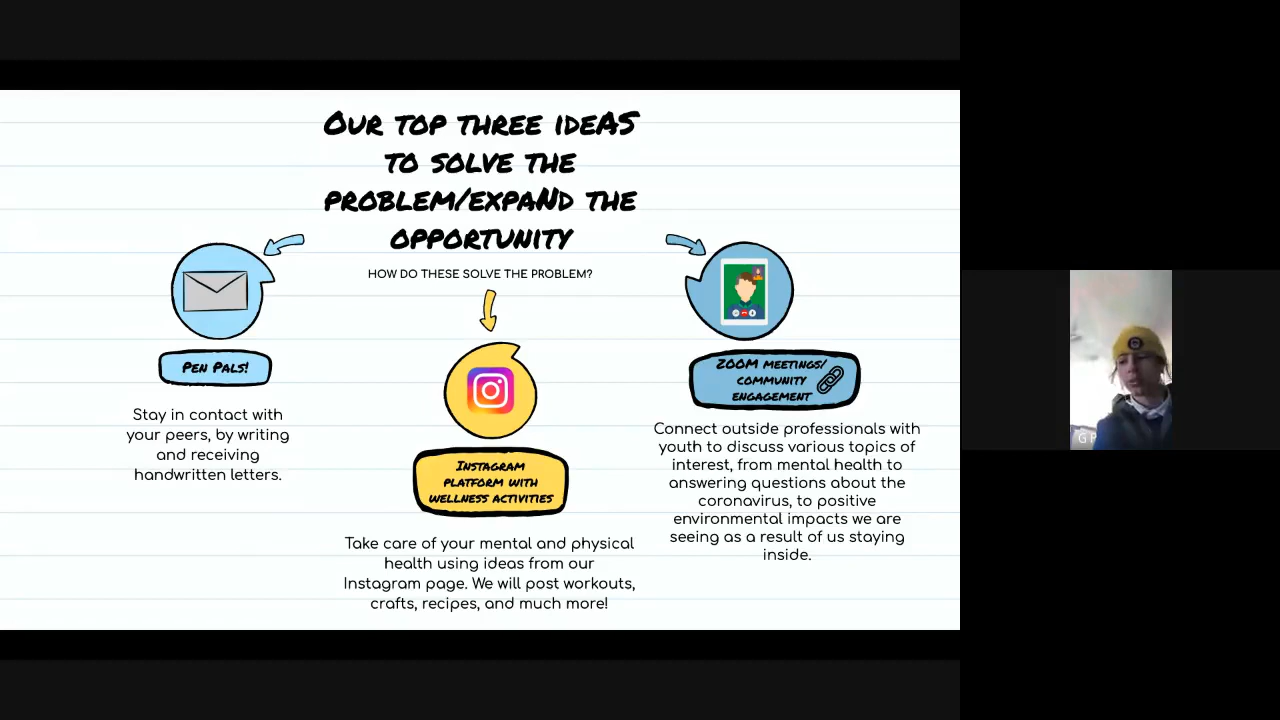 Our top three ideas
to solve the
problem/expand the
opportunity
HOW DO THESE SOLVE THE PROBLEM?
Pen Pals!
Stay in contact with
your peers, by writing
and receiving
handwritten letters.
Instagram
platform with
wellness activities
Take care of your mental and physical
health using ideas from our
Instagram page. We will post workouts,
crafts, recipes, and much more!
ZOOM meetings/
community
engagement
Connect outside professionals with
youth to discuss various topics of
interest, from mental health to
answering questions about the
coronavirus, to positive
environmental impacts we are
seeing as a result of us staying
inside.
G P